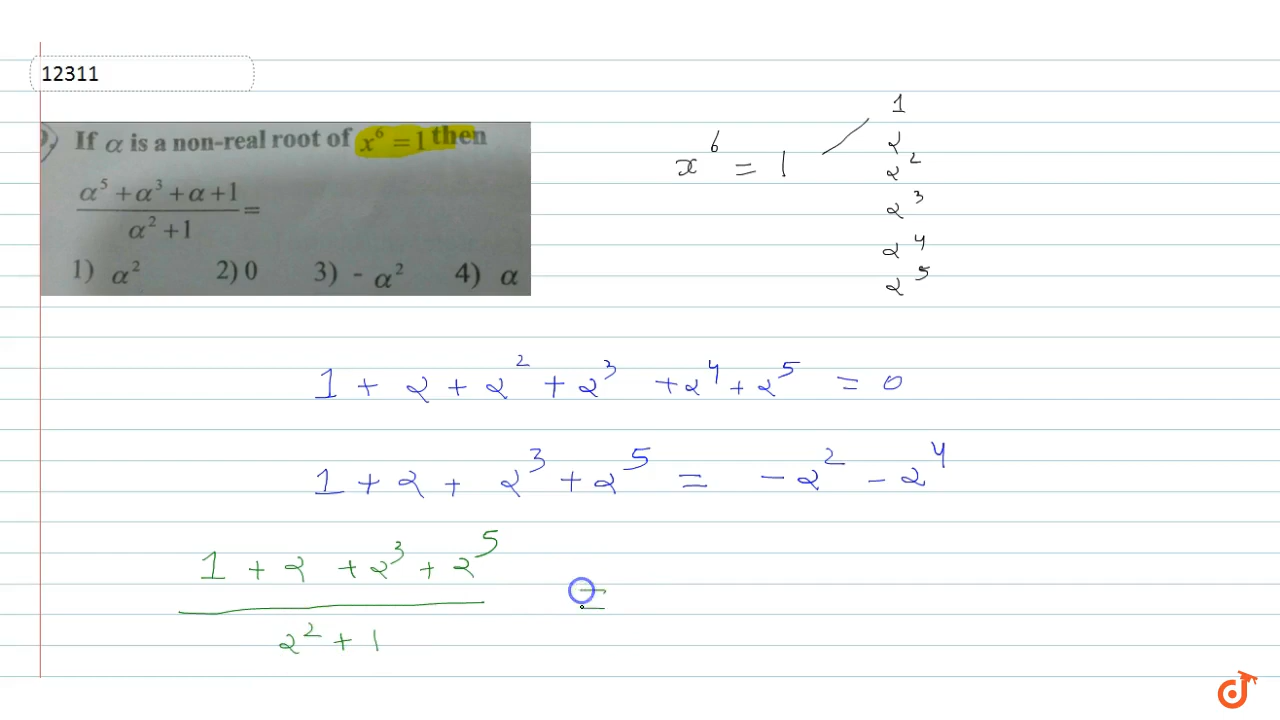 12311
If α is a non-real root of x⁶ = 1 then
α⁵ + α³ + α + 1
α² + 1
=
1) α² 2) 0 3) - α² 4) α
x⁶ = 1
1
α
α²
α³
α⁴
α⁵
1 + α + α² + α³ + α⁴ + α⁵ = 0
1 + α + α³ + α⁵ = - α² - α⁴
1 + α + α³ + α⁵
α² + 1
=